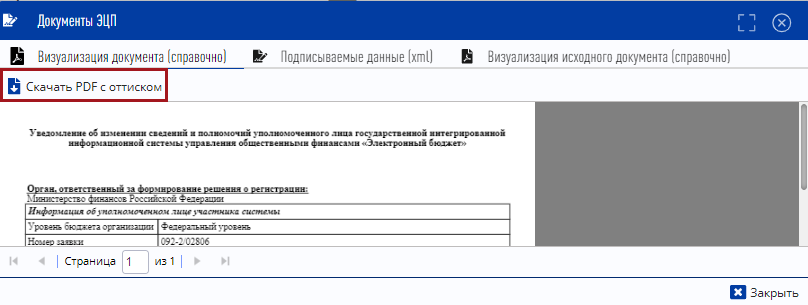 Документы ЭЦП
Визуализация документа (справочно) Подписываемые данные (xml) Визуализация исходного документа (справочно)
Скачать PDF с оттиском
Уведомление об изменении сведений и полномочий уполномоченного лица государственной интегрированной
информационной системы управления общественными финансами «Электронный бюджет»
Орган, ответственный за формирование решения о регистрации:
Министерство финансов Российской Федерации
Информация об уполномоченном лице участника системы
Уровень бюджета организации Федеральный уровень
Номер заявки 092-2/02806
Страница 1 из 1
Закрыть